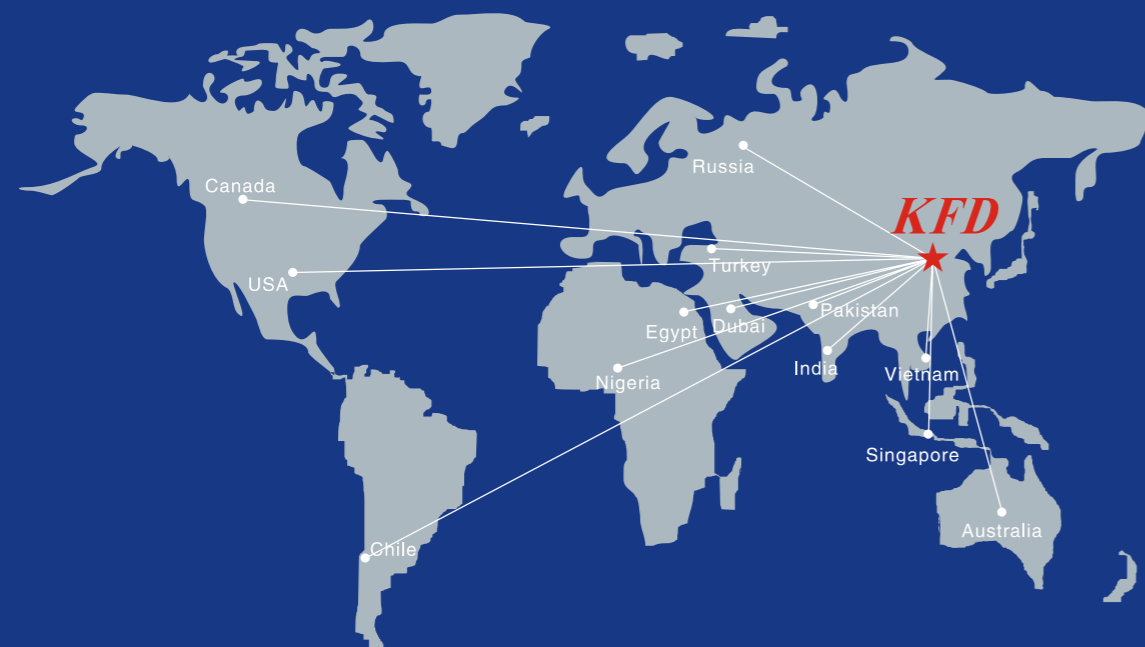 Russia
Canada
KFD
Turkey
USA
Pakistan
Dubai
Egypt
India
Vietnam
Nigeria
Singapore
Australia
Chile